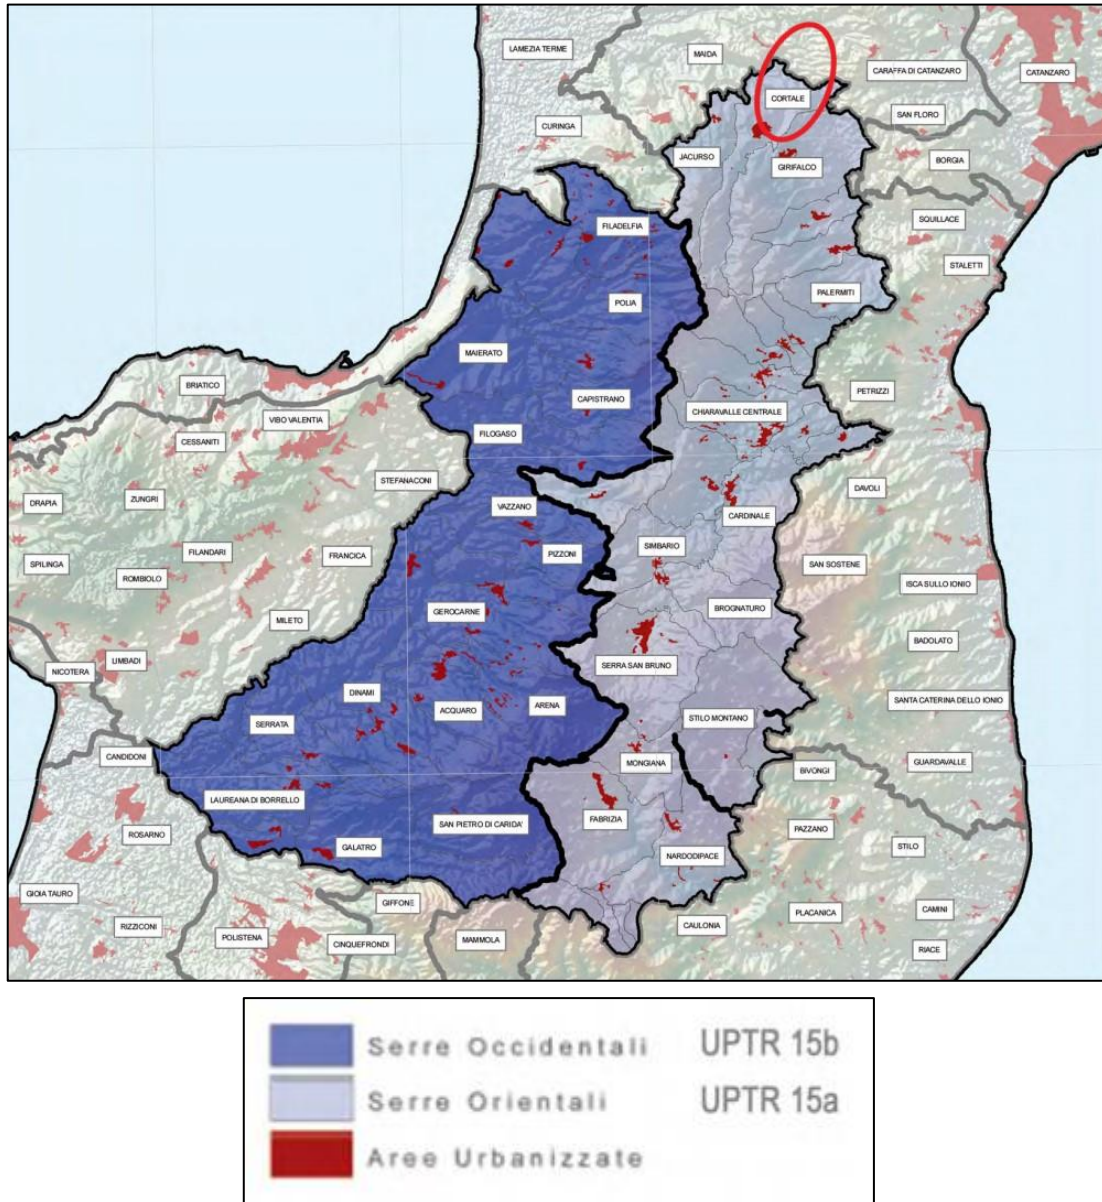 LAMEZIA TERME
MAIDA
CARAFFA DI CATANZARO
CATANZARO
CORTALE
SAN FLORO
CURINGA
JACURSO
GIRIFALCO
BORGIA
SQUILLACE
FILADELFIA
STALETTI
PALERMITI
POLIA
MAIERATO
BRIATICO
PETRIZZI
CAPISTRANO
CHIARAVALLE CENTRALE
VIBO VALENTIA
CESSANITI
FILOGASO
STEFANACONI
DAVOLI
DRAPIA
ZUNGRI
VAZZANO
CARDINALE
SIMBARIO
PIZZONI
FILANDARI
FRANCICA
SPILINGA
ROMBIOLO
SAN SOSTENE
ISCA SULLO IONIO
GEROCARNE
BROGNATURO
MILETO
BADOLATO
UMBADI
NICOTERA
SERRA SAN BRUNO
DINAMI
SANTA CATERINA DELLO IONIO
ACQUARO
ARENA
STILO MONTANO
SERRATA
CANDIDONI
MONGIANA
GUARDAVALLE
BIVONGI
LAUREANA DI BORRELLO
FABRIZIA
SAN PIETRO DI CARIDA'
ROSARNO
PAZZANO
GALATRO
STILO
NARDODIPACE
GIOIA TAURO
GIFFONE
CAMINI
PLACANICA
RIZZICONI
CAULONIA
POLISTENA
CINQUEFRONDI
MAMMOLA
RIACE
Serre Occidentali UPTR 15b
Serre Orientali UPTR 15a
Aree Urbanizzate